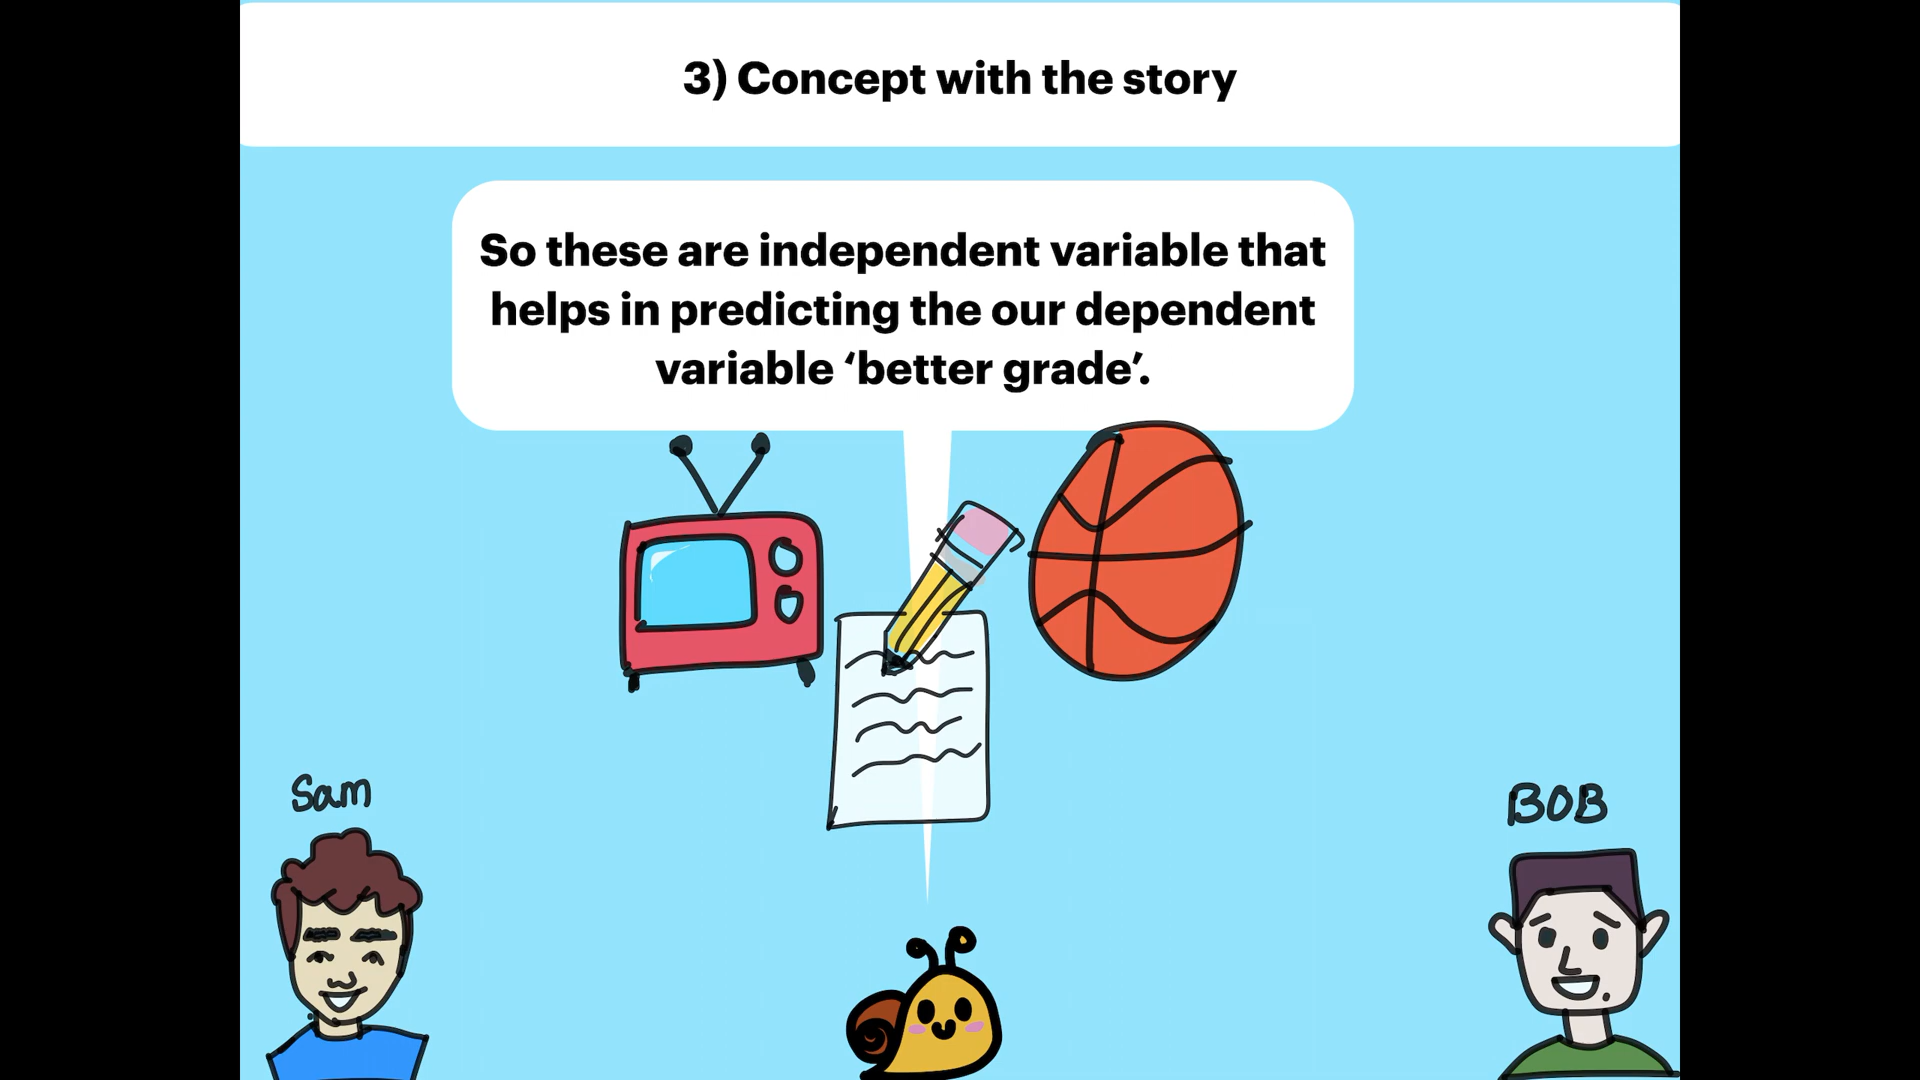 3) Concept with the story
So these are independent variable that
helps in predicting the our dependent
variable ‘better grade’.
Sam
BOB